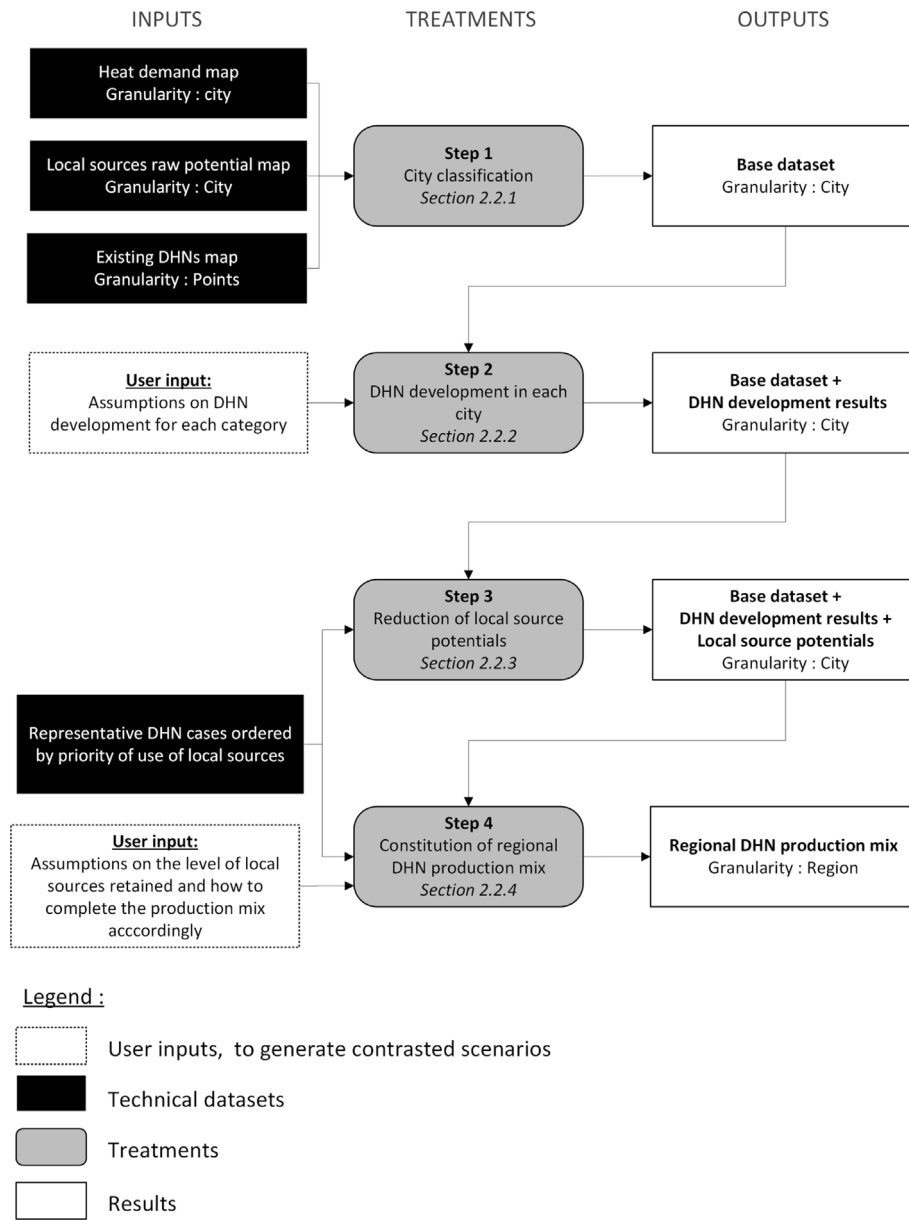 INPUTS
TREATMENTS
OUTPUTS
Heat demand map
Granularity : city
Local sources raw potential map
Granularity : City
Existing DHNs map
Granularity : Points
Step 1
City classification
Section 2.2.1
Base dataset
Granularity : City
User input:
Assumptions on DHN
development for each category
Step 2
DHN development in each
city
Section 2.2.2
Base dataset +
DHN development results
Granularity : City
Step 3
Reduction of local source
potentials
Section 2.2.3
Base dataset +
DHN development results +
Local source potentials
Granularity : City
Representative DHN cases ordered
by priority of use of local sources
User input:
Assumptions on the level of local
sources retained and how to
complete the production mix
acccordingly
Step 4
Constitution of regional
DHN production mix
Section 2.2.4
Regional DHN production mix
Granularity : Region
Legend :
User inputs, to generate contrasted scenarios
Technical datasets
Treatments
Results